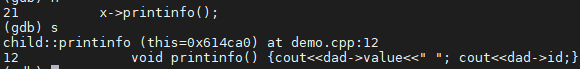 21 x->printinfo();
(gdb) s
child::printinfo (this=0x614ca0) at demo.cpp:12
12 void printinfo() {cout<<dad->value<<" "; cout<<dad->id;}